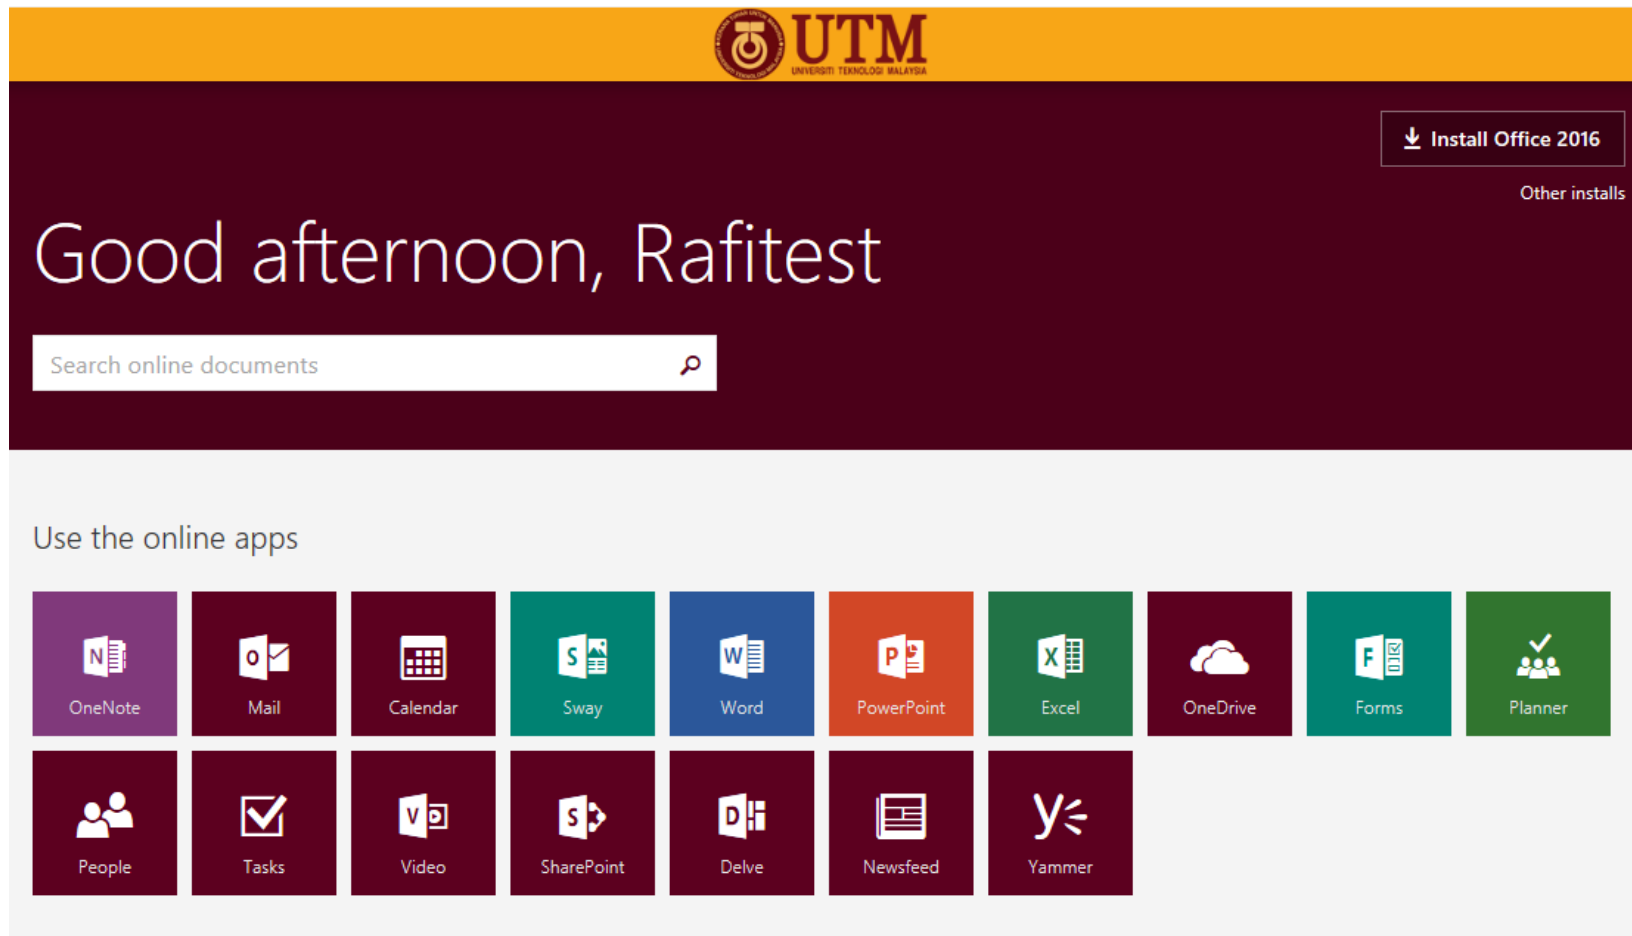 UTM
UNIVERSITI TEKNOLOGI MALAYSIA
Install Office 2016
Other installs
Good afternoon, Rafitest
Search online documents
Use the online apps
N
OneNote
O
Mail
Calendar
S
Sway
W
Word
P
PowerPoint
X
Excel
OneDrive
F
Forms
Planner
People
Tasks
V
Video
S
SharePoint
D
Delve
Newsfeed
Yammer